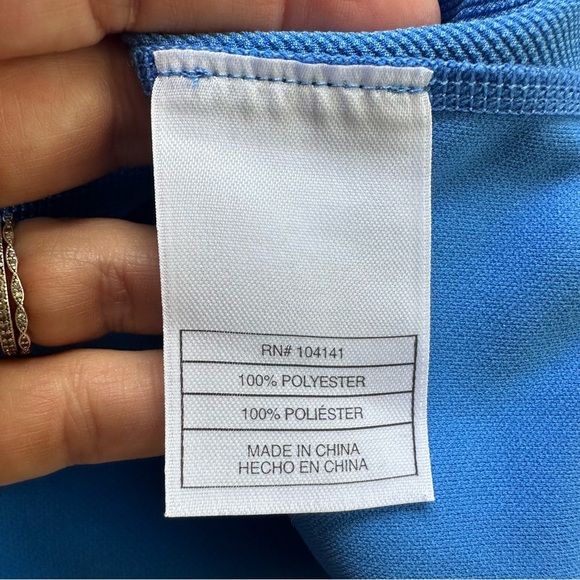 RN# 104141
100% POLYESTER
100% POLIÉSTER
MADE IN CHINA
HECHO EN CHINA